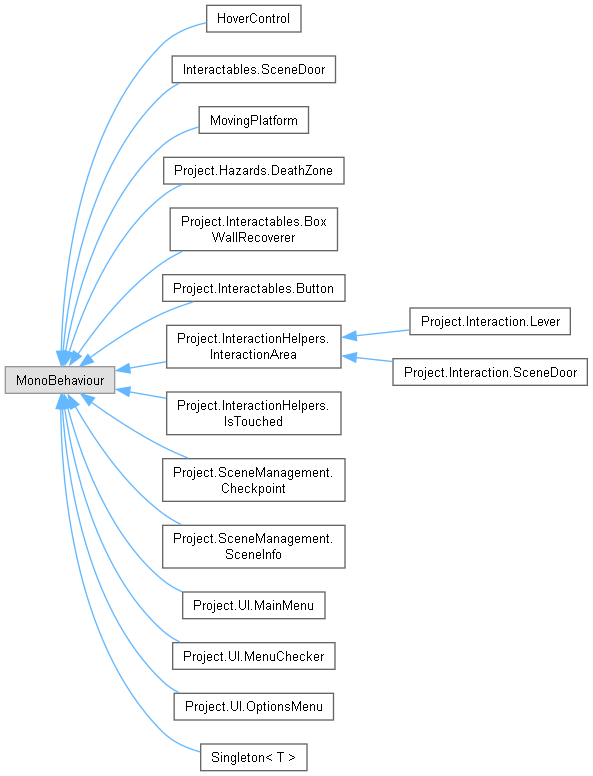 HoverControl
Interactables.SceneDoor
MovingPlatform
Project.Hazards.DeathZone
Project.Interactables.Box
WallRecoverer
Project.Interactables.Button
Project.InteractionHelpers.
InteractionArea
Project.Interaction.Lever
Project.Interaction.SceneDoor
MonoBehaviour
Project.InteractionHelpers.
IsTouched
Project.SceneManagement.
Checkpoint
Project.SceneManagement.
SceneInfo
Project.UI.MainMenu
Project.UI.MenuChecker
Project.UI.OptionsMenu
Singleton< T >